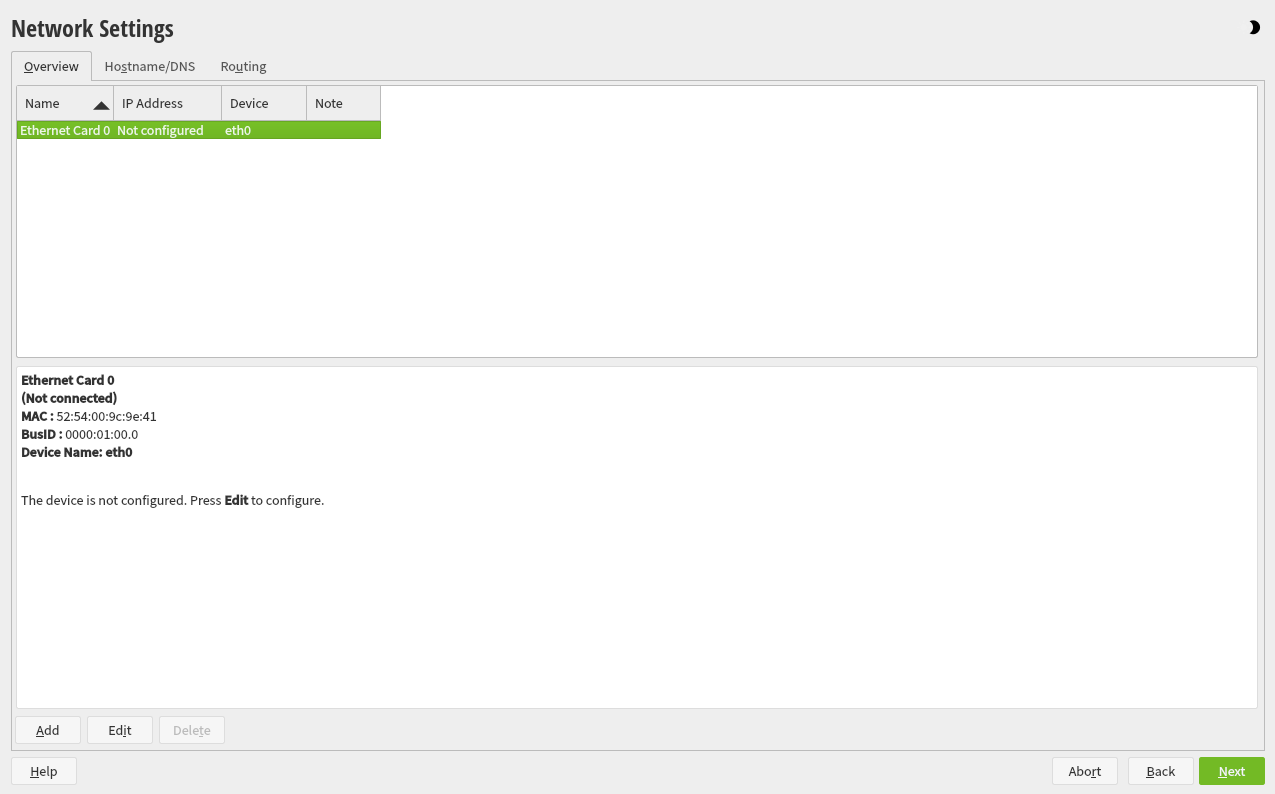 Network Settings
Overview Hostname/DNS Routing
Name IP Address Device Note
Ethernet Card 0 Not configured eth0
Ethernet Card 0
(Not connected)
MAC : 52:54:00:9c:9e:41
BusID : 0000:01:00.0
Device Name: eth0
The device is not configured. Press Edit to configure.
Add Edit Delete
Help Abort Back Next